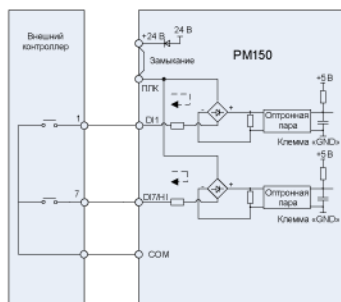 Внешний
контроллер
+24 В
24 В
Замыкание
PM150
ПЛК
+5 В
1
DI1
-
+
Оптронная
пара
Клемма «GND»
+5 В
7
DI7/HI
-
+
Оптронная
пара
Клемма «GND»
COM